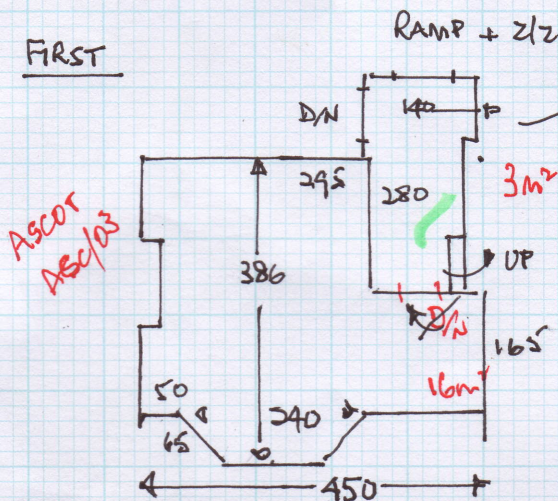 FIRST
RAMP + 2/2
D/N
140
295
280
3m²
ASCOT
ASC/03
386
UP
D/N
165
16m²
50
240
65
450